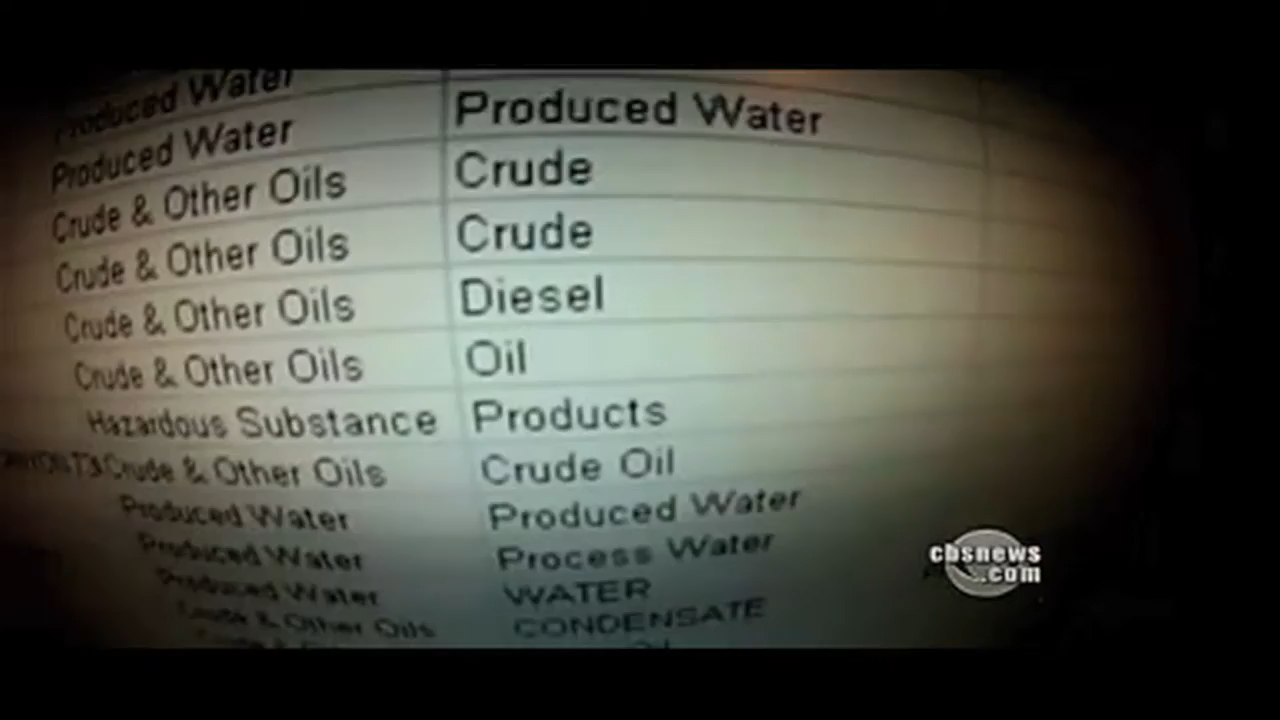 Produced Water
Produced Water Produced Water
Crude & Other Oils Crude
Crude & Other Oils Crude
Crude & Other Oils Diesel
Crude & Other Oils Oil
Hazardous Substance Products
Crude & Other Oils Crude Oil
Produced Water Produced Water
Produced Water Process Water
Produced Water WATER
Crude & Other Oils CONDENSATE
cbsnews
.com